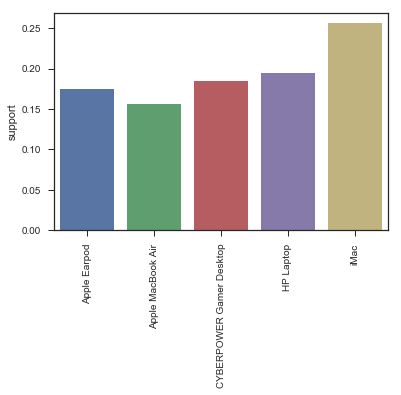 0.25
0.20
0.15
0.10
0.05
0.00
support
Apple Earpod
Apple MacBook Air
CYBERPOWER Gamer Desktop
HP Laptop
iMac